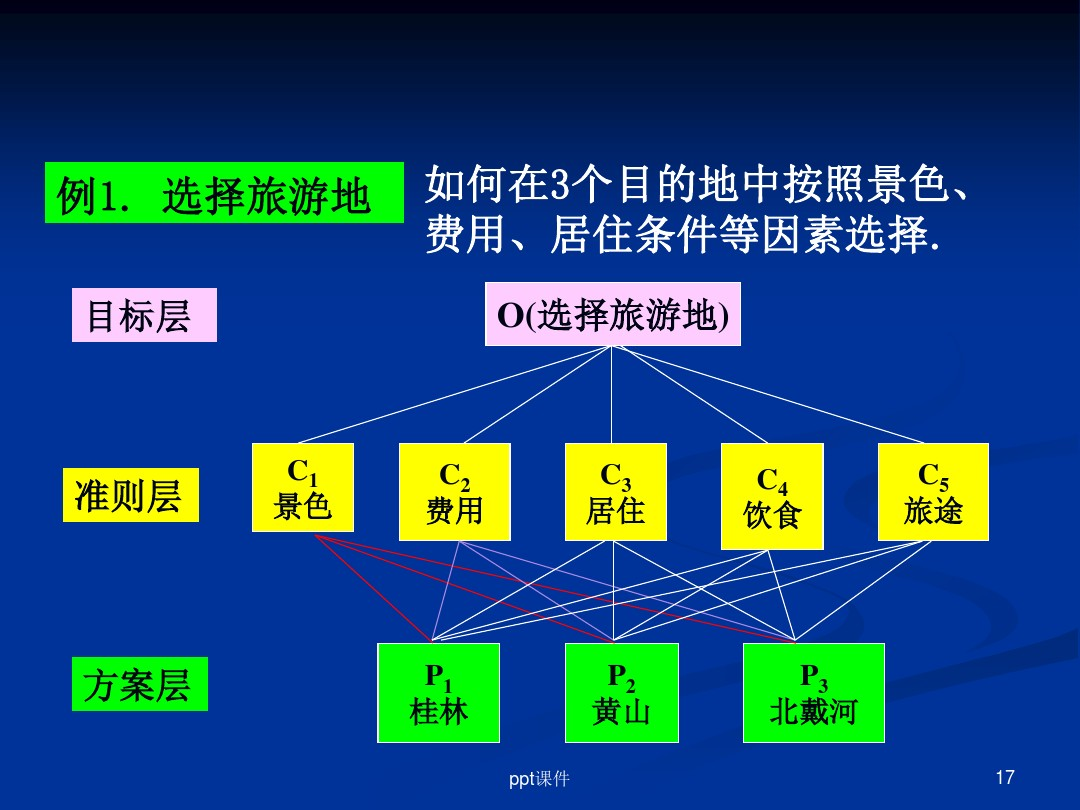 例1. 选择旅游地
如何在3个目的地中按照景色、
费用、居住条件等因素选择.
目标层
O(选择旅游地)
准则层
C₁
景色
C₂
费用
C₃
居住
C₄
饮食
C₅
旅途
方案层
P₁
桂林
P₂
黄山
P₃
北戴河
ppt课件
17